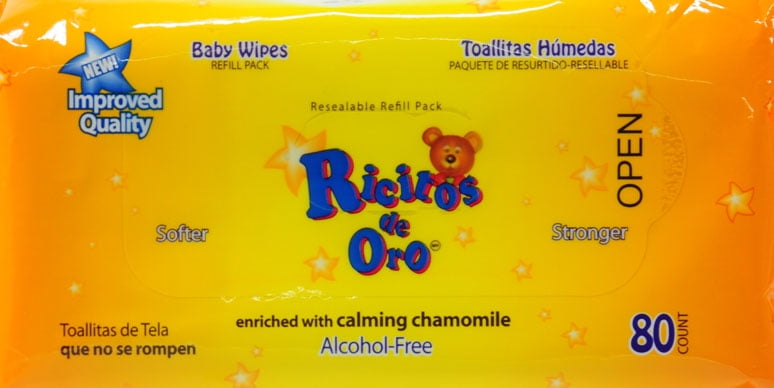 Baby Wipes
REFILL PACK
Toallitas Húmedas
PAQUETE DE RESURTIDO-RESELLABLE
NEW!
Improved
Quality
Resealable Refill Pack
OPEN
Ricitos
de
Oro
Softer
Stronger
Toallitas de Tela
que no se rompen
enriched with calming chamomile
Alcohol-Free
80 COUNT